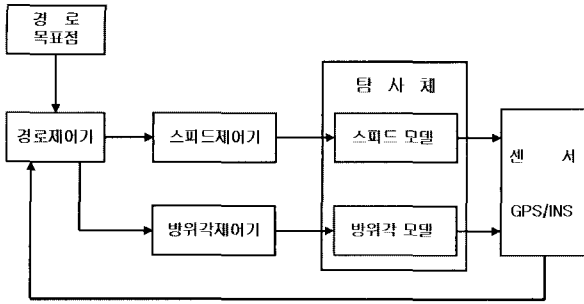 경 로
목표점
탐 사 체
경로제어기
스피드제어기
스피드 모델
센 서
GPS/INS
방위각제어기
방위각 모델